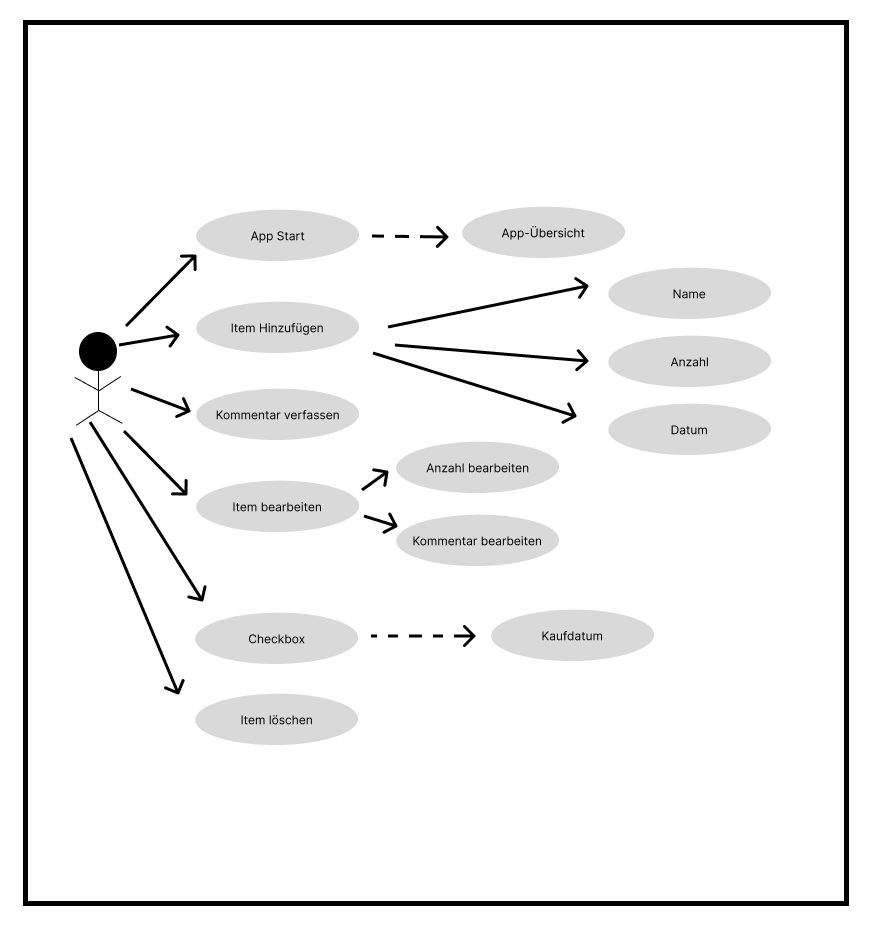 App Start
App-Übersicht
Name
Item Hinzufügen
Anzahl
Kommentar verfassen
Datum
Anzahl bearbeiten
Item bearbeiten
Kommentar bearbeiten
Checkbox
Kaufdatum
Item löschen